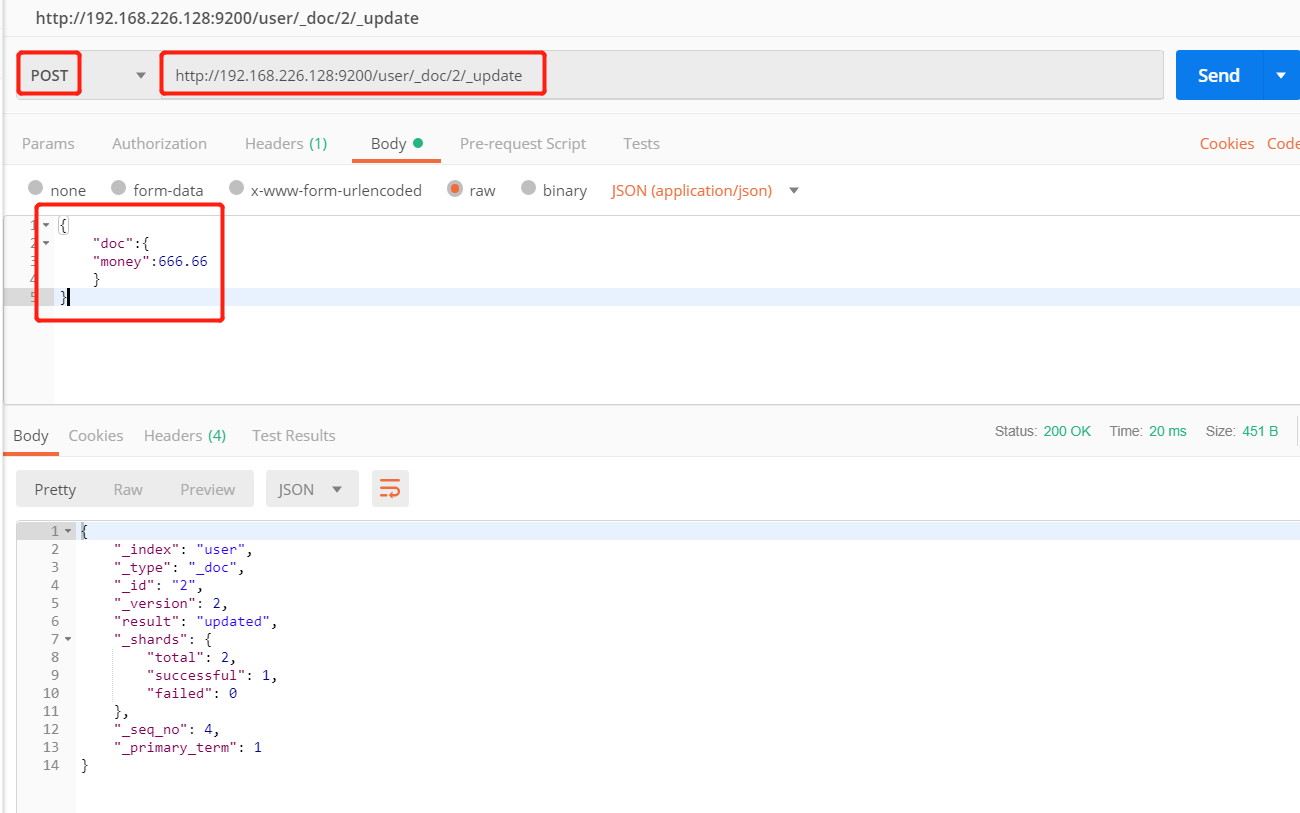 http://192.168.226.128:9200/user/_doc/2/_update
POST http://192.168.226.128:9200/user/_doc/2/_update Send
Params Authorization Headers (1) Body Pre-request Script Tests Cookies Code
none form-data x-www-form-urlencoded raw binary JSON (application/json)
1 {
2 "doc":{
3 "money":666.66
4 }
5 }
Body Cookies Headers (4) Test Results Status: 200 OK Time: 20 ms Size: 451 B
Pretty Raw Preview JSON
1 {
2 "_index": "user",
3 "_type": "_doc",
4 "_id": "2",
5 "_version": 2,
6 "result": "updated",
7 "_shards": {
8 "total": 2,
9 "successful": 1,
10 "failed": 0
11 },
12 "_seq_no": 4,
13 "_primary_term": 1
14 }